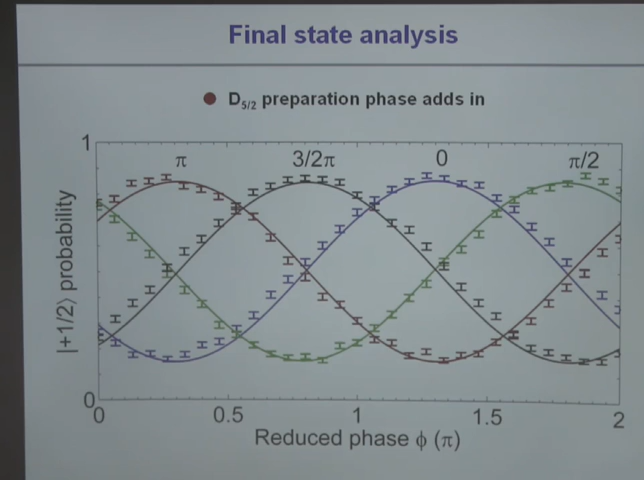 Final state analysis
D5/2 preparation phase adds in
1
π
3/2π
0
π/2
|+1/2⟩ probability
0
0
0.5
1
1.5
2
Reduced phase ϕ (π)